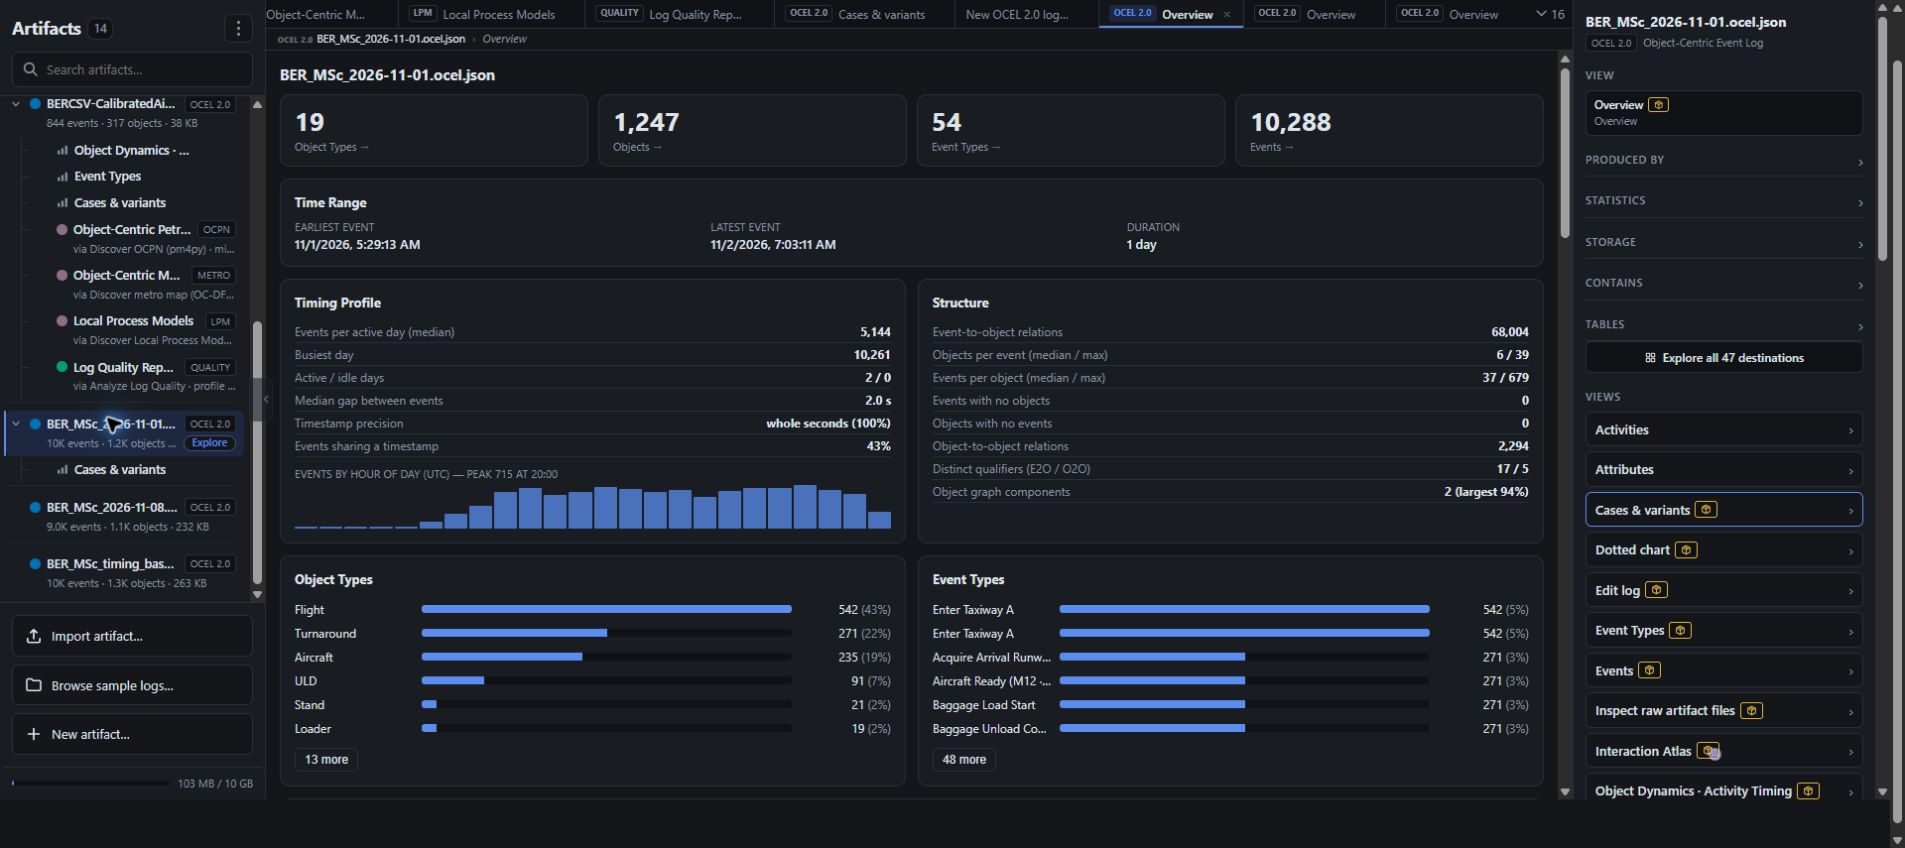 Artifacts 14
Search artifacts...
BERCSV-CalibratedAi... OCEL 2.0
844 events · 317 objects · 38 KB
Object Dynamics · ...
Event Types
Cases & variants
Object-Centric Petr... OCPN
via Discover OCPN (pm4py) · mi...
Object-Centric M... METRO
via Discover metro map (OC-DF...
Local Process Models LPM
via Discover Local Process Mod...
Log Quality Rep... QUALITY
via Analyze Log Quality · profile ...
BER_MSc_2026-11-01.... OCEL 2.0
10K events · 1.2K objects ... Explore
Cases & variants
BER_MSc_2026-11-08.... OCEL 2.0
9.0K events · 1.1K objects · 232 KB
BER_MSc_timing_bas... OCEL 2.0
10K events · 1.3K objects · 263 KB
Import artifact...
Browse sample logs...
New artifact...
103 MB / 10 GB
Object-Centric M... LPM Local Process Models QUALITY Log Quality Rep... OCEL 2.0 Cases & variants New OCEL 2.0 log... OCEL 2.0 Overview × OCEL 2.0 Overview OCEL 2.0 Overview 16
OCEL 2.0 BER_MSc_2026-11-01.ocel.json › Overview
BER_MSc_2026-11-01.ocel.json
19
Object Types →
1,247
Objects →
54
Event Types →
10,288
Events →
Time Range
EARLIEST EVENT
11/1/2026, 5:29:13 AM
LATEST EVENT
11/2/2026, 7:03:11 AM
DURATION
1 day
Timing Profile
Events per active day (median) 5,144
Busiest day 10,261
Active / idle days 2 / 0
Median gap between events 2.0 s
Timestamp precision whole seconds (100%)
Events sharing a timestamp 43%
EVENTS BY HOUR OF DAY (UTC) — PEAK 715 AT 20:00
Structure
Event-to-object relations 68,004
Objects per event (median / max) 6 / 39
Events per object (median / max) 37 / 679
Events with no objects 0
Objects with no events 0
Object-to-object relations 2,294
Distinct qualifiers (E2O / O2O) 17 / 5
Object graph components 2 (largest 94%)
Object Types
Flight 542 (43%)
Turnaround 271 (22%)
Aircraft 235 (19%)
ULD 91 (7%)
Stand 21 (2%)
Loader 19 (2%)
13 more
Event Types
Enter Taxiway A 542 (5%)
Enter Taxiway A 542 (5%)
Acquire Arrival Runw... 271 (3%)
Aircraft Ready (M12 ·... 271 (3%)
Baggage Load Start 271 (3%)
Baggage Unload Co... 271 (3%)
48 more
BER_MSc_2026-11-01.ocel.json
OCEL 2.0 Object-Centric Event Log
VIEW
Overview
Overview
PRODUCED BY
STATISTICS
STORAGE
CONTAINS
TABLES
Explore all 47 destinations
VIEWS
Activities
Attributes
Cases & variants
Dotted chart
Edit log
Event Types
Events
Inspect raw artifact files
Interaction Atlas
Object Dynamics · Activity Timing